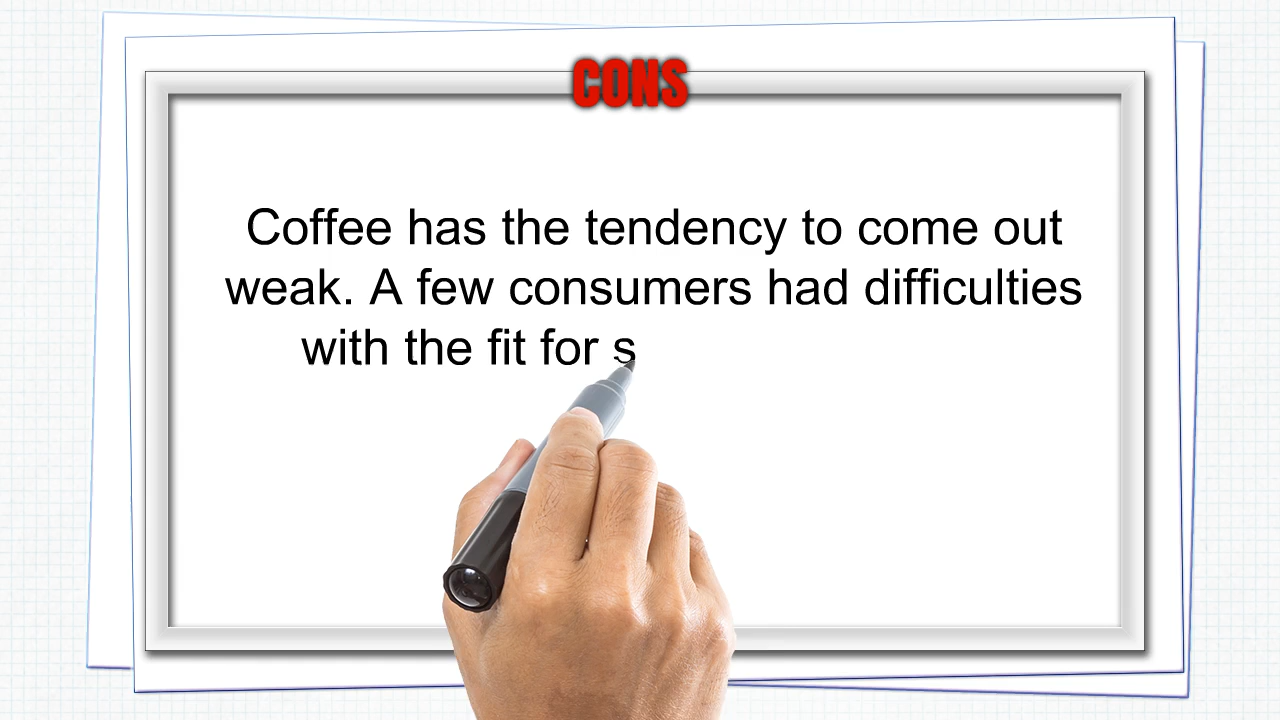 CONS
Coffee has the tendency to come out
weak. A few consumers had difficulties
with the fit for s